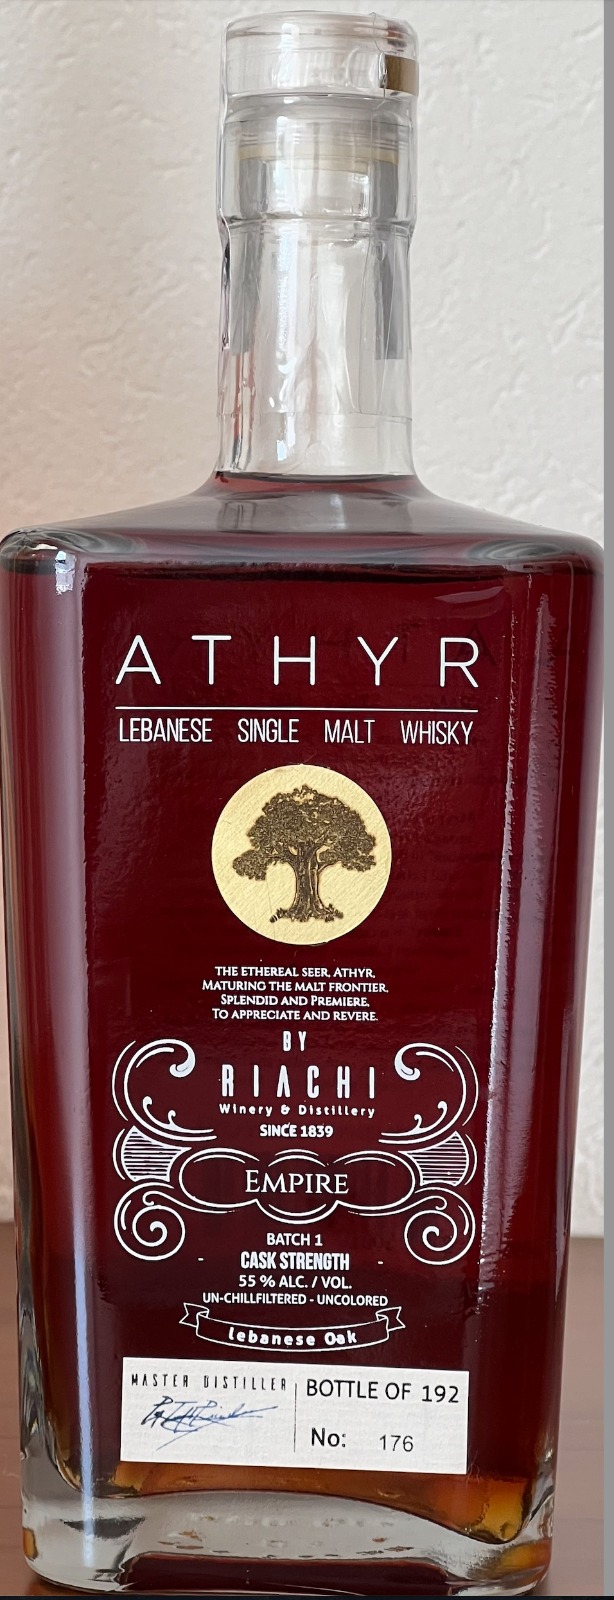 ATHYR
LEBANESE SINGLE MALT WHISKY
THE ETHEREAL SEER, ATHYR,
MATURING THE MALT FRONTIER,
SPLENDID AND PREMIERE,
TO APPRECIATE AND REVERE.
BY
RIACHI
Winery & Distillery
SINCE 1839
EMPIRE
BATCH 1
- CASK STRENGTH -
55 % ALC. / VOL.
UN-CHILLFILTERED - UNCOLORED
lebanese Oak
MASTER DISTILLER
BOTTLE OF 192
No: 176